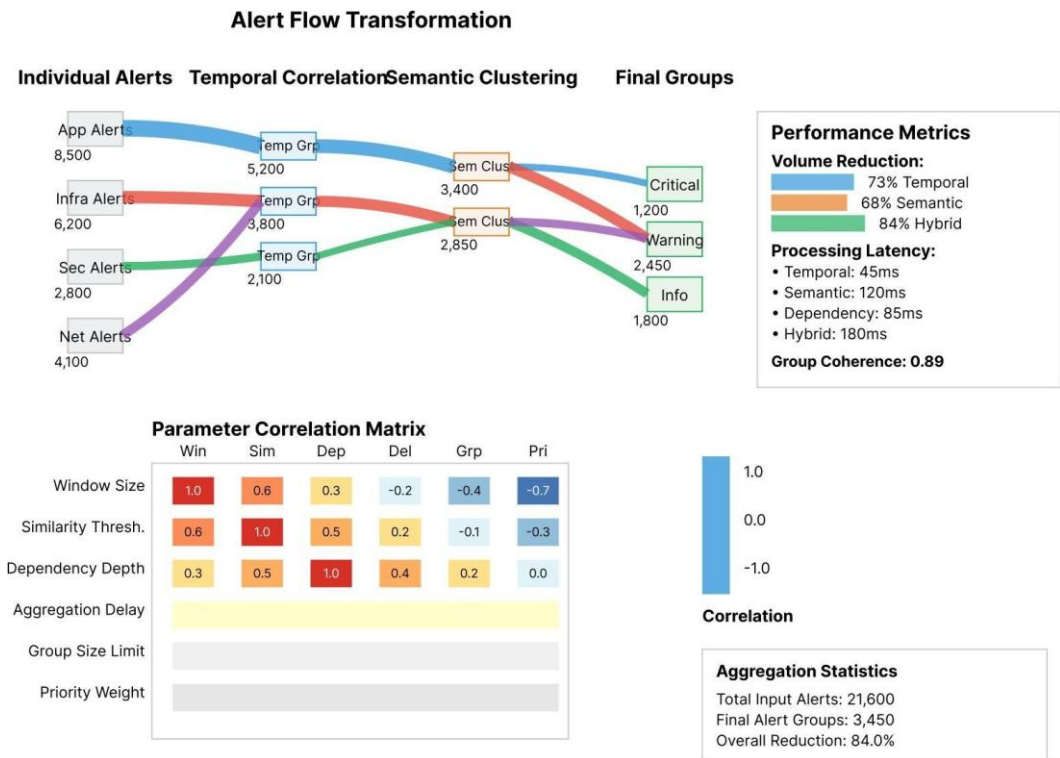 Alert Flow Transformation
Individual Alerts Temporal Correlation Semantic Clustering Final Groups
App Alerts
8,500
Infra Alerts
6,200
Sec Alerts
2,800
Net Alerts
4,100
Temp Grp
5,200
Temp Grp
3,800
Temp Grp
2,100
Sem Clust
3,400
Sem Clust
2,850
Critical
1,200
Warning
2,450
Info
1,800
Performance Metrics
Volume Reduction:
73% Temporal
68% Semantic
84% Hybrid
Processing Latency:
• Temporal: 45ms
• Semantic: 120ms
• Dependency: 85ms
• Hybrid: 180ms
Group Coherence: 0.89
Parameter Correlation Matrix
Win Sim Dep Del Grp Pri
Window Size 1.0 0.6 0.3 -0.2 -0.4 -0.7
Similarity Thresh. 0.6 1.0 0.5 0.2 -0.1 -0.3
Dependency Depth 0.3 0.5 1.0 0.4 0.2 0.0
Aggregation Delay
Group Size Limit
Priority Weight
1.0
0.0
-1.0
Correlation
Aggregation Statistics
Total Input Alerts: 21,600
Final Alert Groups: 3,450
Overall Reduction: 84.0%